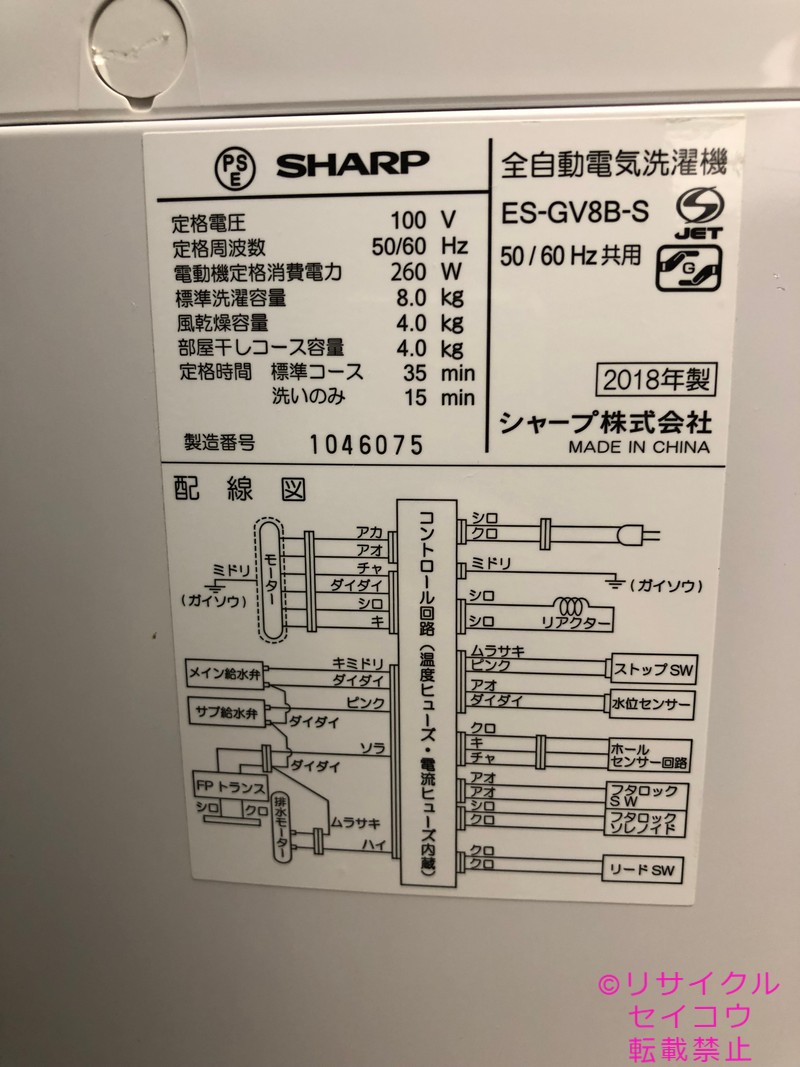 PS
E
SHARP
定格電圧 100 V
定格周波数 50/60 Hz
電動機定格消費電力 260 W
標準洗濯容量 8.0 kg
風乾燥容量 4.0 kg
部屋干しコース容量 4.0 kg
定格時間 標準コース 35 min
洗いのみ 15 min
製造番号 1046075
全自動電気洗濯機
ES-GV8B-S
S
JET
50/60 Hz共用
G
2018年製
シャープ株式会社
MADE IN CHINA
配線図
ミドリ
(ガイソウ)
モーター
アカ
アオ
チャ
ダイダイ
シロ
キ
メイン給水弁
キミドリ
ダイダイ
サブ給水弁
ピンク
ダイダイ
ソラ
ダイダイ
FPトランス
シロ
クロ
排水モーター
ムラサキ
ハイ
コントロール回路(温度ヒューズ・電流ヒューズ内蔵)
シロ
クロ
ミドリ
(ガイソウ)
シロ
リアクター
シロ
ムラサキ
ピンク
ストップSW
アオ
ダイダイ
水位センサー
クロ
キ
チャ
ホール
センサー回路
アオ
アオ
フタロック
SW
シロ
クロ
フタロック
ソレノイド
クロ
クロ
リードSW
©リサイクル
セイコウ
転載禁止